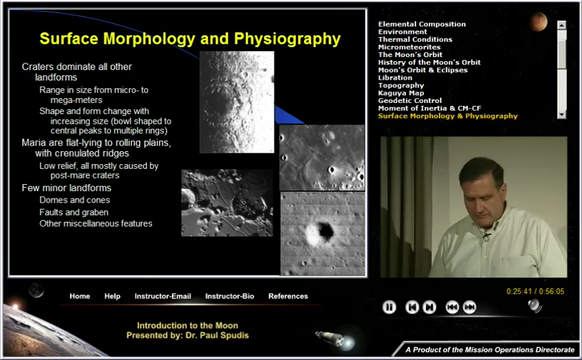 Surface Morphology and Physiography
Craters dominate all other
landforms
Range in size from micro- to
mega-meters
Shape and form change with
increasing size (bowl shaped to
central peaks to multiple rings)
Maria are flat-lying to rolling plains,
with crenulated ridges
Low relief, all mostly caused by
post-mare craters
Few minor landforms
Domes and cones
Faults and graben
Other miscellaneous features
Elemental Composition
Environment
Thermal Conditions
Micrometeorites
The Moon's Orbit
History of the Moon's Orbit
Moon's Orbit & Eclipses
Libration
Topography
Kaguya Map
Geodetic Control
Moment of Inertia & CM-CF
Surface Morphology & Physiography
0:25:41 / 0:56:05
Home Help Instructor-Email Instructor-Bio References
Introduction to the Moon
Presented by: Dr. Paul Spudis
A Product of the Mission Operations Directorate